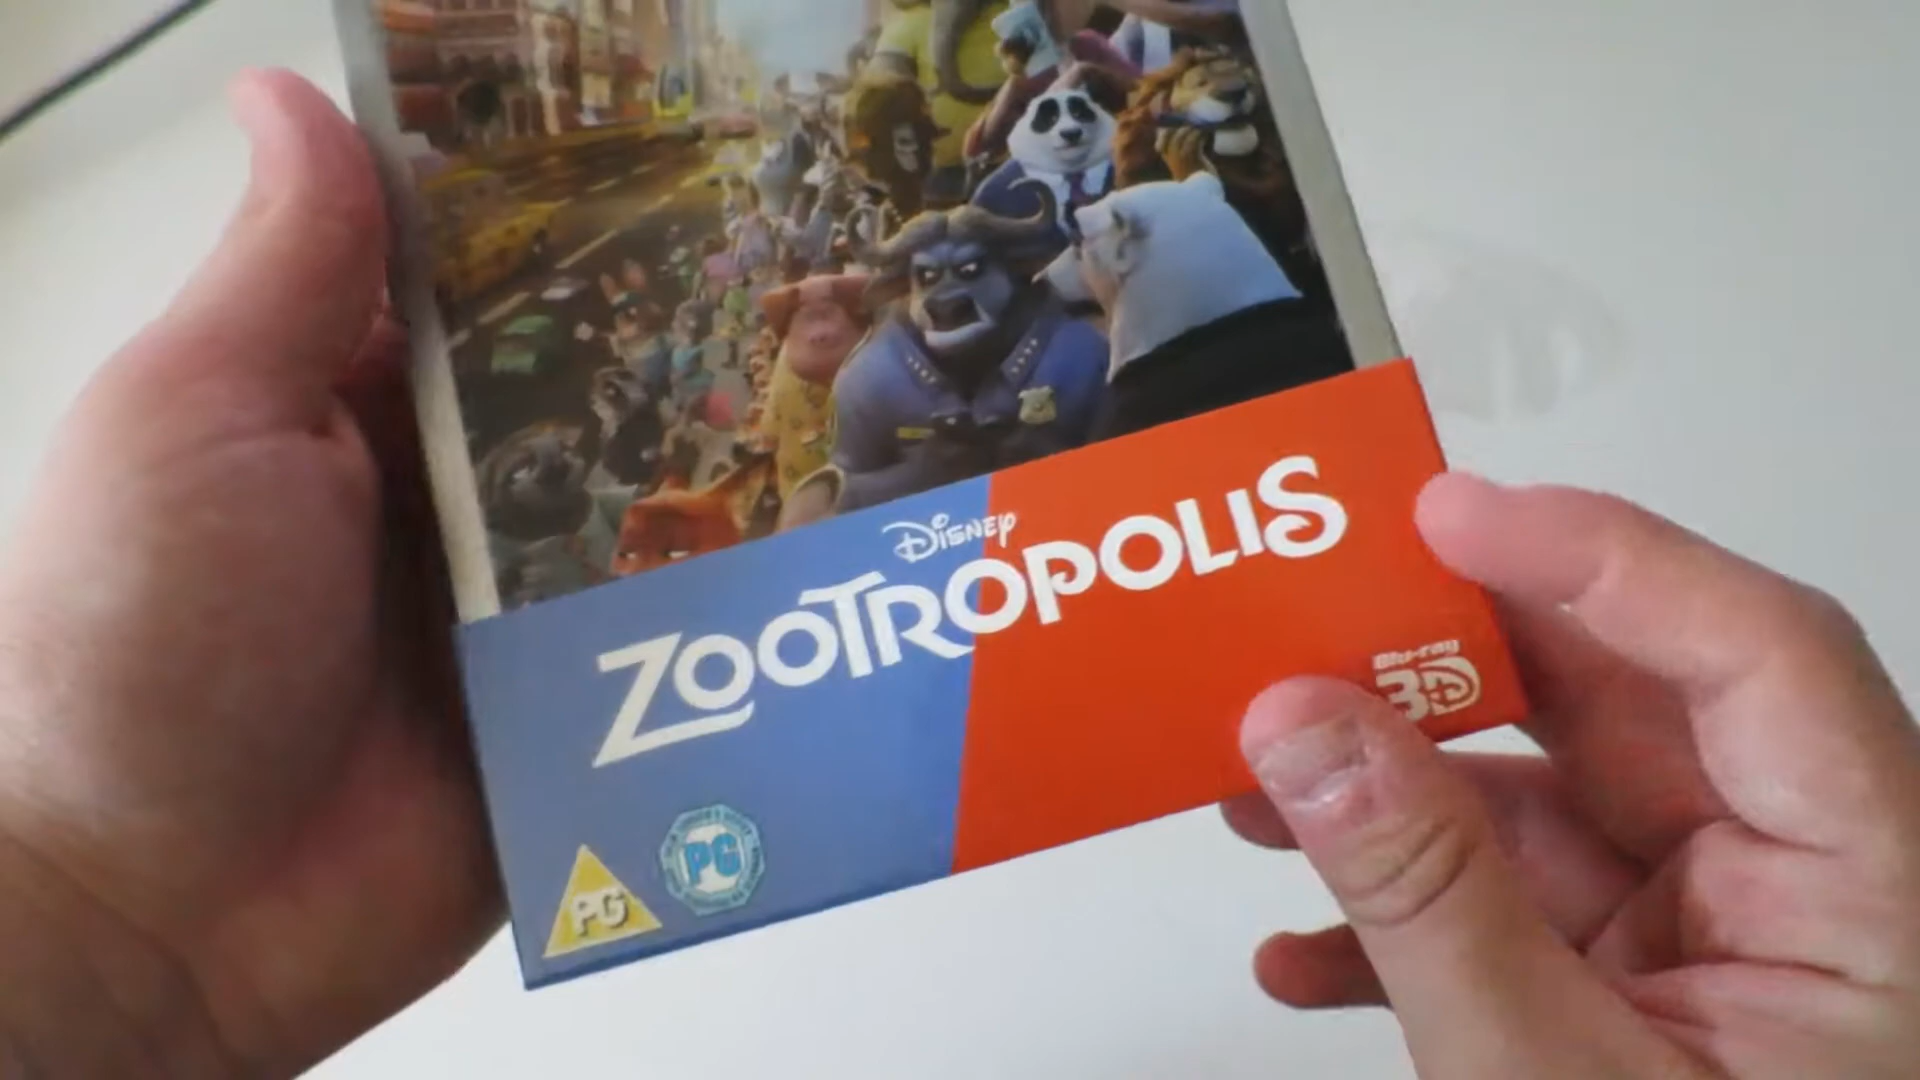 Disney
ZOOTROPOLIS
Blu-ray
3D
PG
PG